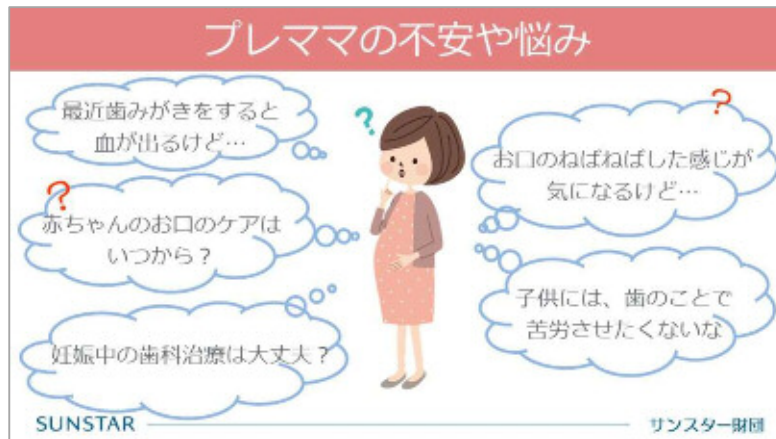 プレママの不安や悩み
最近歯みがきをすると
血が出るけど…
?
赤ちゃんのお口のケアは
いつから？
妊娠中の歯科治療は大丈夫？
?
?
お口のねばねばした感じが
気になるけど…
子供には、歯のことで
苦労させたくないな
SUNSTAR
サンスター財団